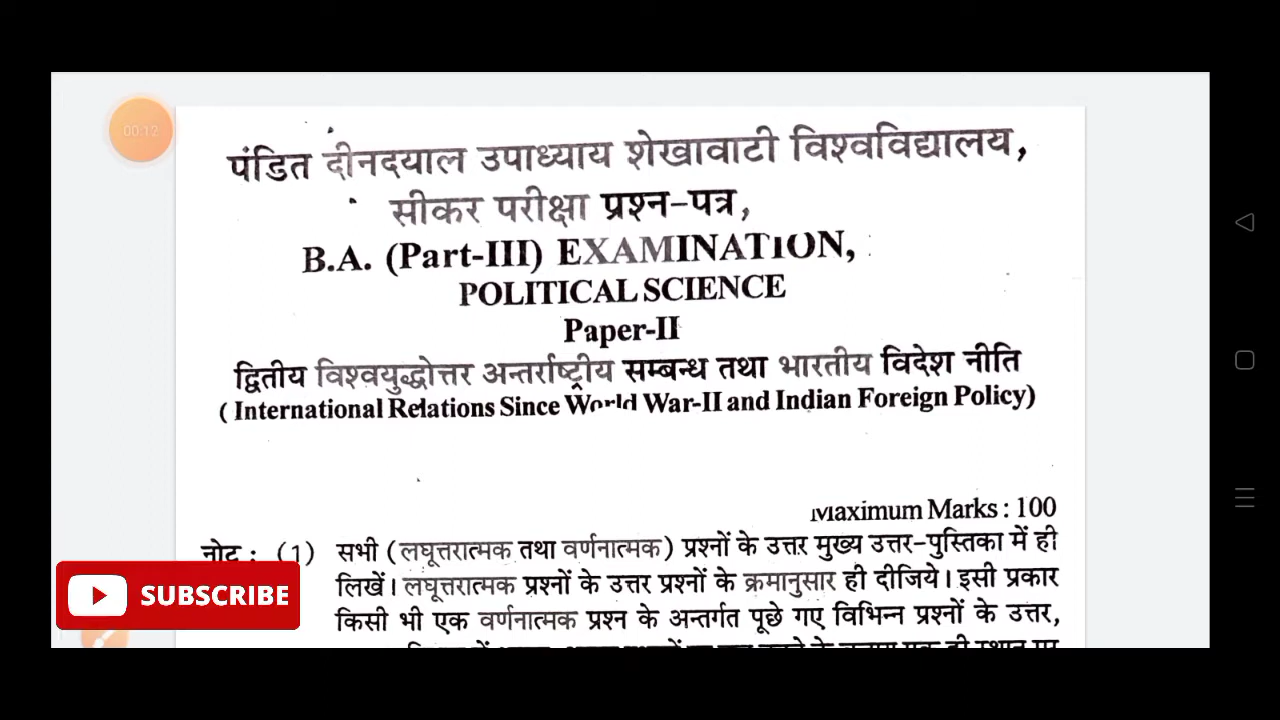 00:12
पंडित दीनदयाल उपाध्याय शेखावाटी विश्वविद्यालय,
सीकर परीक्षा प्रश्न-पत्र,
B.A. (Part-III) EXAMINATION,
POLITICAL SCIENCE
Paper-II
द्वितीय विश्वयुद्धोत्तर अन्तर्राष्ट्रीय सम्बन्ध तथा भारतीय विदेश नीति
( International Relations Since World War-II and Indian Foreign Policy)
Maximum Marks : 100
नोट : (1) सभी (लघूत्तरात्मक तथा वर्णनात्मक) प्रश्नों के उत्तर मुख्य उत्तर-पुस्तिका में ही
लिखें। लघूत्तरात्मक प्रश्नों के उत्तर प्रश्नों के क्रमानुसार ही दीजिये। इसी प्रकार
किसी भी एक वर्णनात्मक प्रश्न के अन्तर्गत पूछे गए विभिन्न प्रश्नों के उत्तर,
SUBSCRIBE